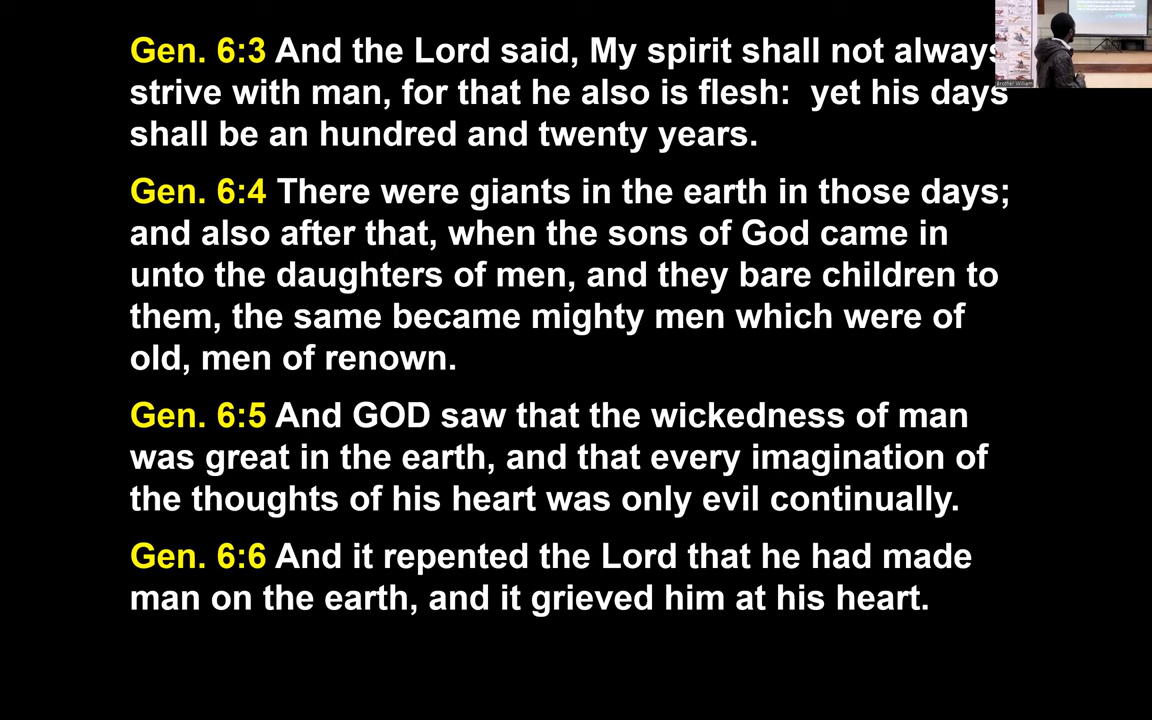 Gen. 6:3 And the Lord said, My spirit shall not always
strive with man, for that he also is flesh:  yet his days
shall be an hundred and twenty years.
Gen. 6:4 There were giants in the earth in those days;
and also after that, when the sons of God came in
unto the daughters of men, and they bare children to
them, the same became mighty men which were of
old, men of renown.
Gen. 6:5 And GOD saw that the wickedness of man
was great in the earth, and that every imagination of
the thoughts of his heart was only evil continually.
Gen. 6:6 And it repented the Lord that he had made
man on the earth, and it grieved him at his heart.
Brother William